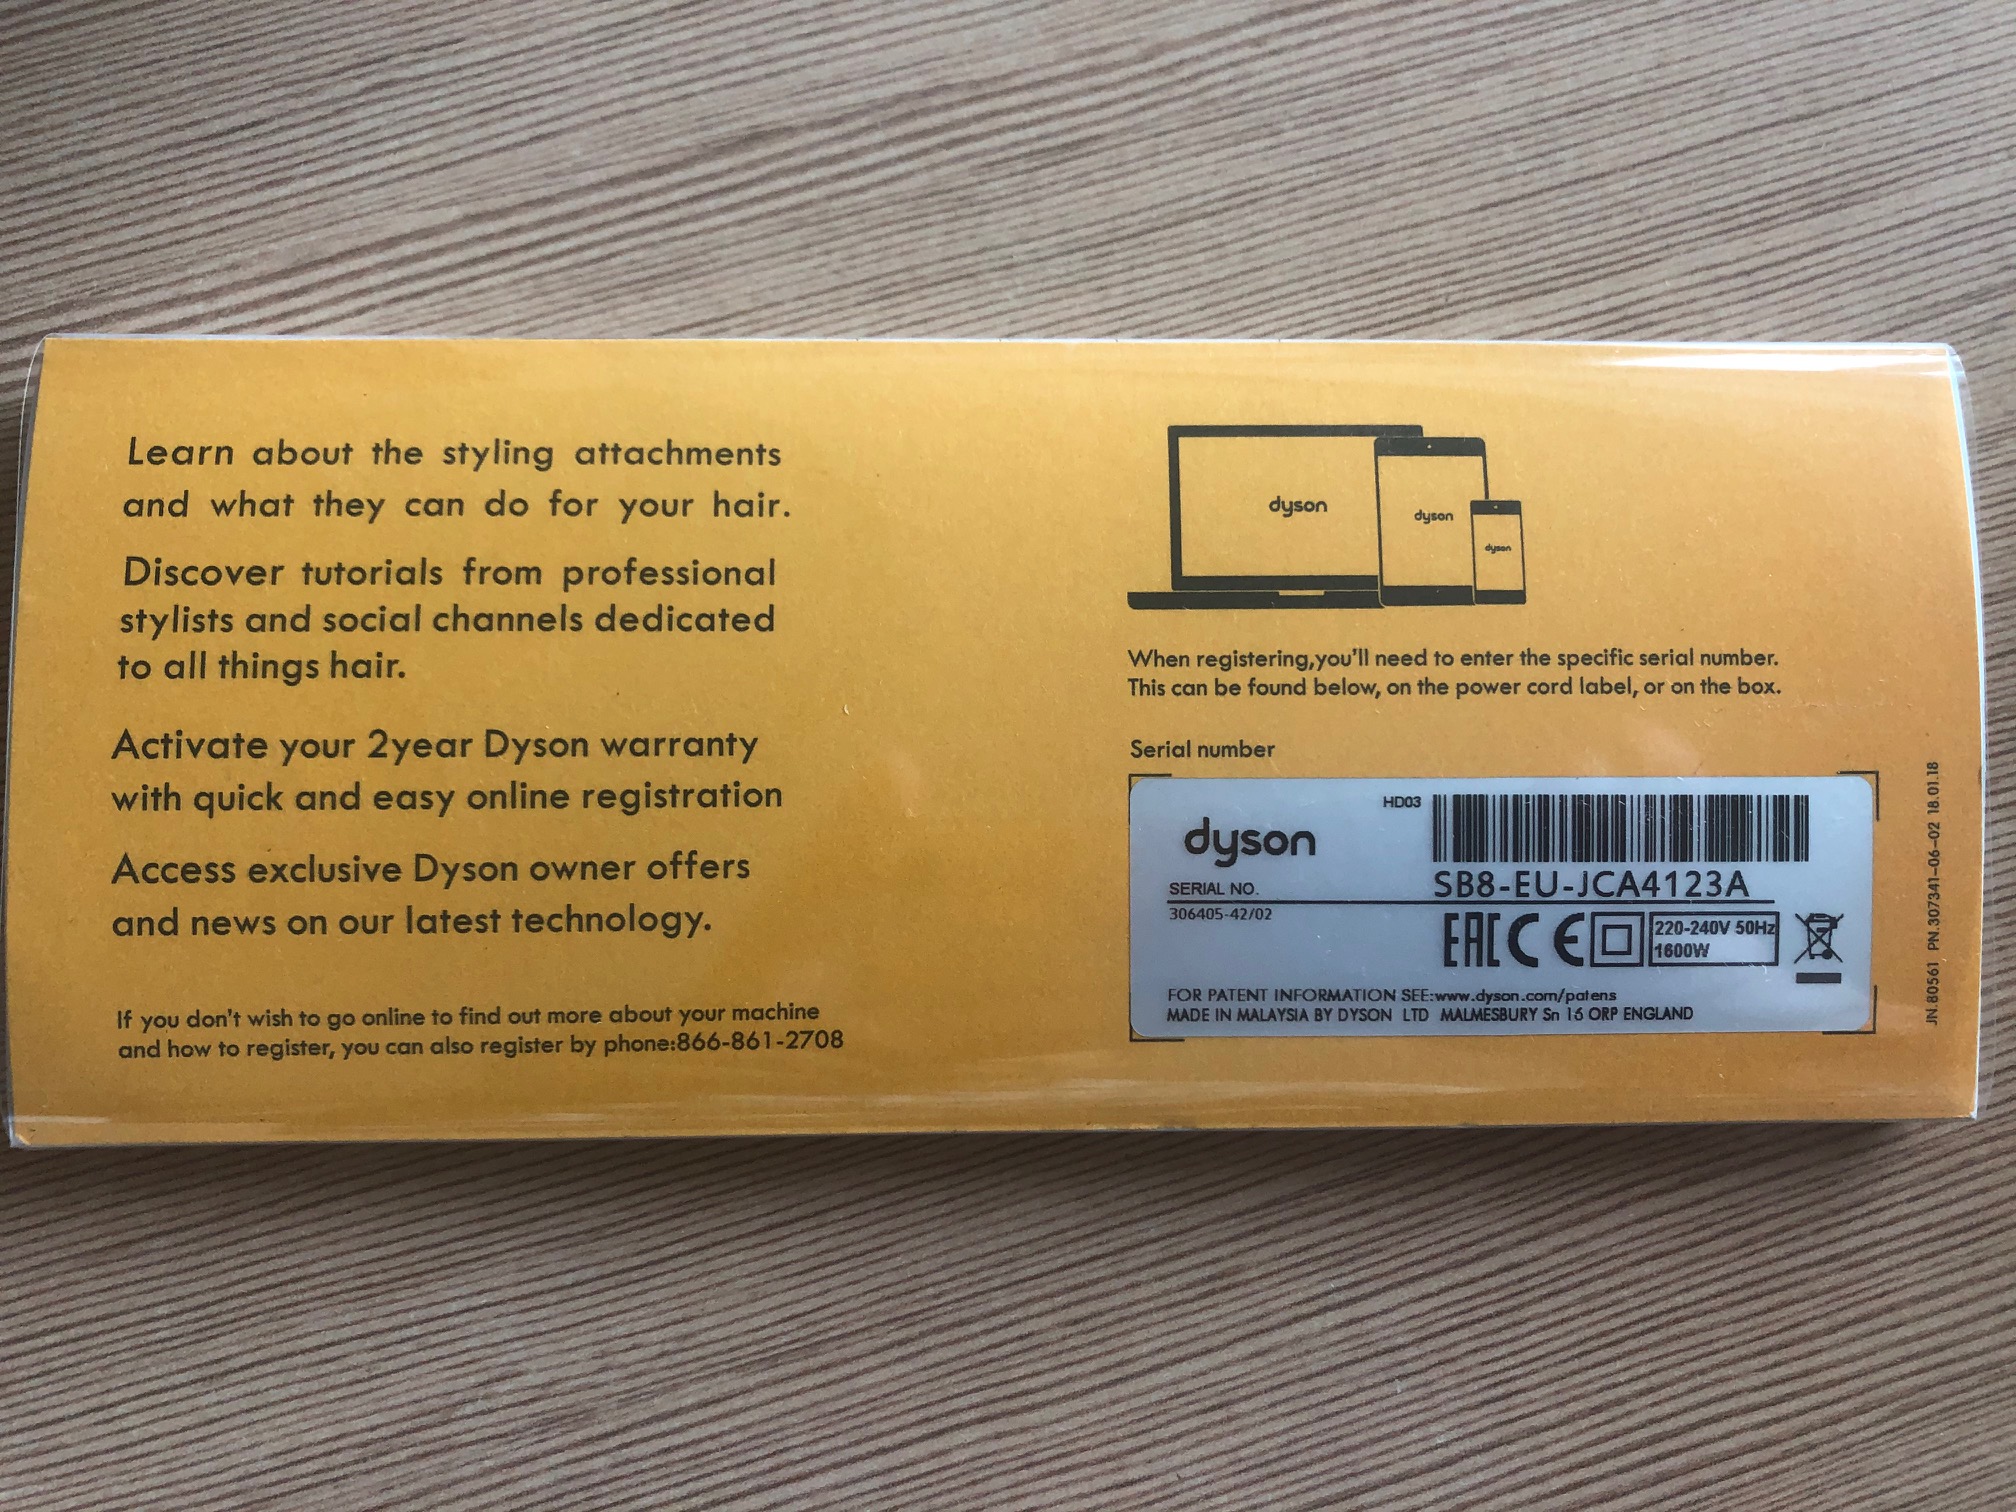 Learn about the styling attachments
and what they can do for your hair.
Discover tutorials from professional
stylists and social channels dedicated
to all things hair.
Activate your 2year Dyson warranty
with quick and easy online registration
Access exclusive Dyson owner offers
and news on our latest technology.
If you don't wish to go online to find out more about your machine
and how to register, you can also register by phone:866-861-2708
dyson
dyson
dyson
When registering,you'll need to enter the specific serial number.
This can be found below, on the power cord label, or on the box.
Serial number
HD03
dyson
SERIAL NO.
SB8-EU-JCA4123A
306405-42/02
EAC CE
220-240V 50Hz
1600W
FOR PATENT INFORMATION SEE:www.dyson.com/patens
MADE IN MALAYSIA BY DYSON LTD MALMESBURY Sn 16 ORP ENGLAND
JN.80561 PN.307341-06-02 18.01.18